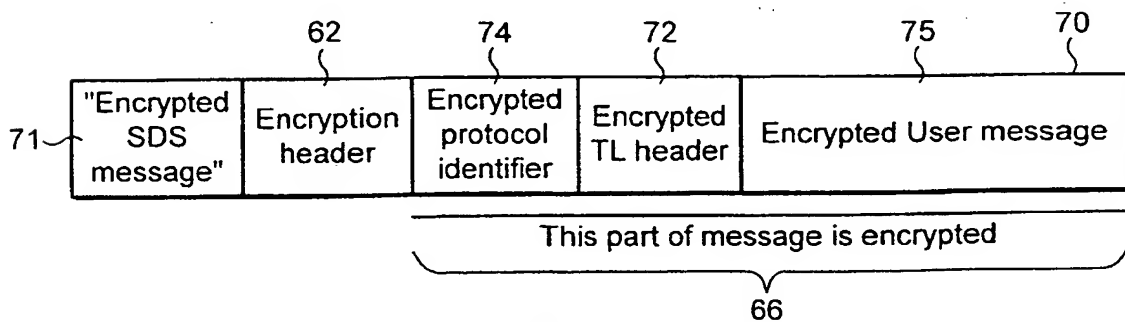 62 74 72 75 70
71
"Encrypted
SDS
message"
Encryption
header
Encrypted
protocol
identifier
Encrypted
TL header
Encrypted User message
This part of message is encrypted
66